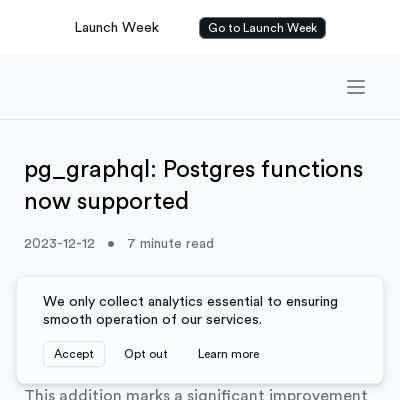 Launch Week
Go to Launch Week
pg_graphql: Postgres functions
now supported
2023-12-12 • 7 minute read
We only collect analytics essential to ensuring
smooth operation of our services.
Accept Opt out Learn more
This addition marks a significant improvement